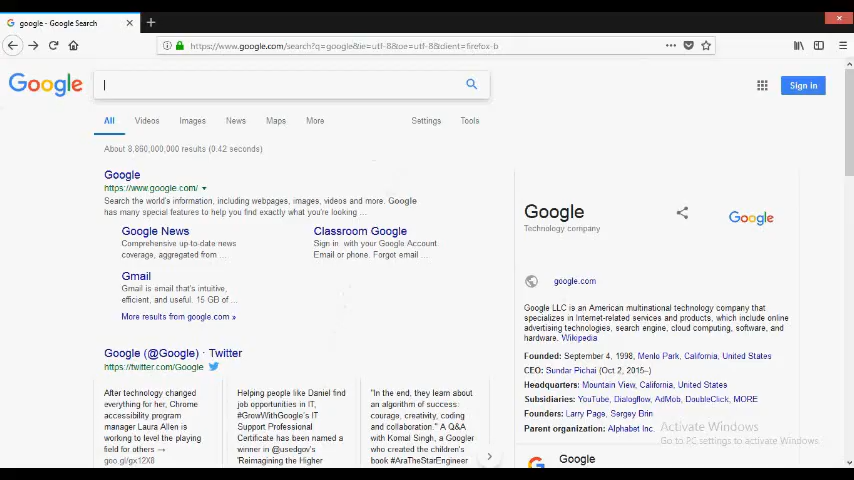 google - Google Search
https://www.google.com/search?q=google&ie=utf-8&oe=utf-8&client=firefox-b
Google
Sign in
All Videos Images News Maps More Settings Tools
About 8,860,000,000 results (0.42 seconds)
Google
https://www.google.com/
Search the world's information, including webpages, images, videos and more. Google
has many special features to help you find exactly what you're looking ...
Google News
Comprehensive up-to-date news
coverage, aggregated from ...
Classroom Google
Sign in. with your Google Account.
Email or phone. Forgot email ...
Gmail
Gmail is email that's intuitive,
efficient, and useful. 15 GB of ...
More results from google.com »
Google (@Google) · Twitter
https://twitter.com/Google
After technology changed
everything for her, Chrome
accessibility program
manager Laura Allen is
working to level the playing
field for others →
goo.gl/gx12X8
Helping people like Daniel find
job opportunities in IT,
#GrowWithGoogle's IT
Support Professional
Certificate has been named a
winner in @usedgov's
'Reimagining the Higher
"In the end, they learn about
an algorithm of success:
courage, creativity, coding
and collaboration." A Q&A
with Komal Singh, a Googler
who created the children's
book #AraTheStarEngineer
Google
Technology company
Google
google.com
Google LLC is an American multinational technology company that
specializes in Internet-related services and products, which include online
advertising technologies, search engine, cloud computing, software, and
hardware. Wikipedia
Founded: September 4, 1998, Menlo Park, California, United States
CEO: Sundar Pichai (Oct 2, 2015–)
Headquarters: Mountain View, California, United States
Subsidiaries: YouTube, Dialogflow, AdMob, DoubleClick, MORE
Founders: Larry Page, Sergey Brin
Parent organization: Alphabet Inc.
Activate Windows
Go to PC settings to activate Windows.
Google